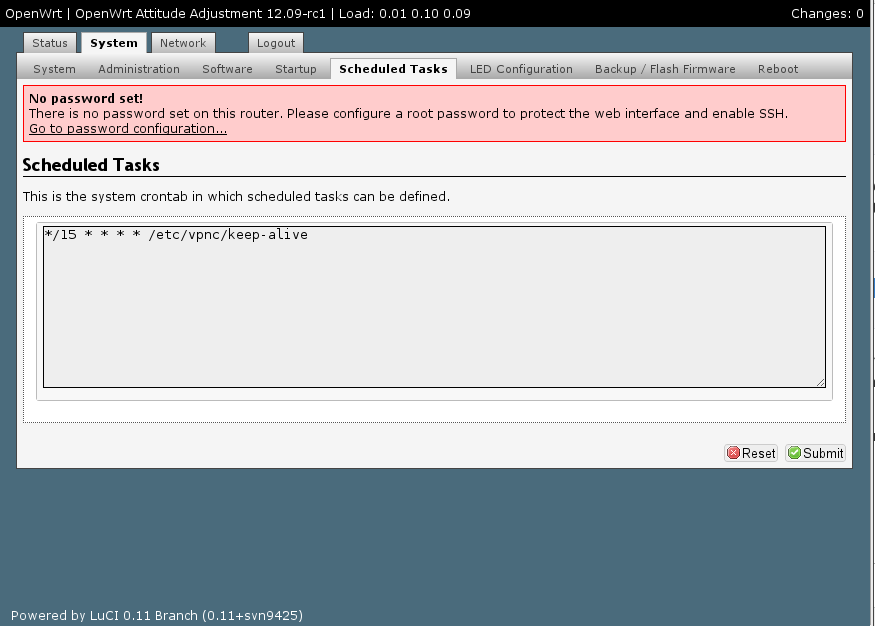 OpenWrt | OpenWrt Attitude Adjustment 12.09-rc1 | Load: 0.01 0.10 0.09 Changes: 0
Status System Network Logout
System Administration Software Startup Scheduled Tasks LED Configuration Backup / Flash Firmware Reboot
No password set!
There is no password set on this router. Please configure a root password to protect the web interface and enable SSH.
Go to password configuration...
Scheduled Tasks
This is the system crontab in which scheduled tasks can be defined.
*/15 * * * * /etc/vpnc/keep-alive
Reset Submit
Powered by LuCI 0.11 Branch (0.11+svn9425)